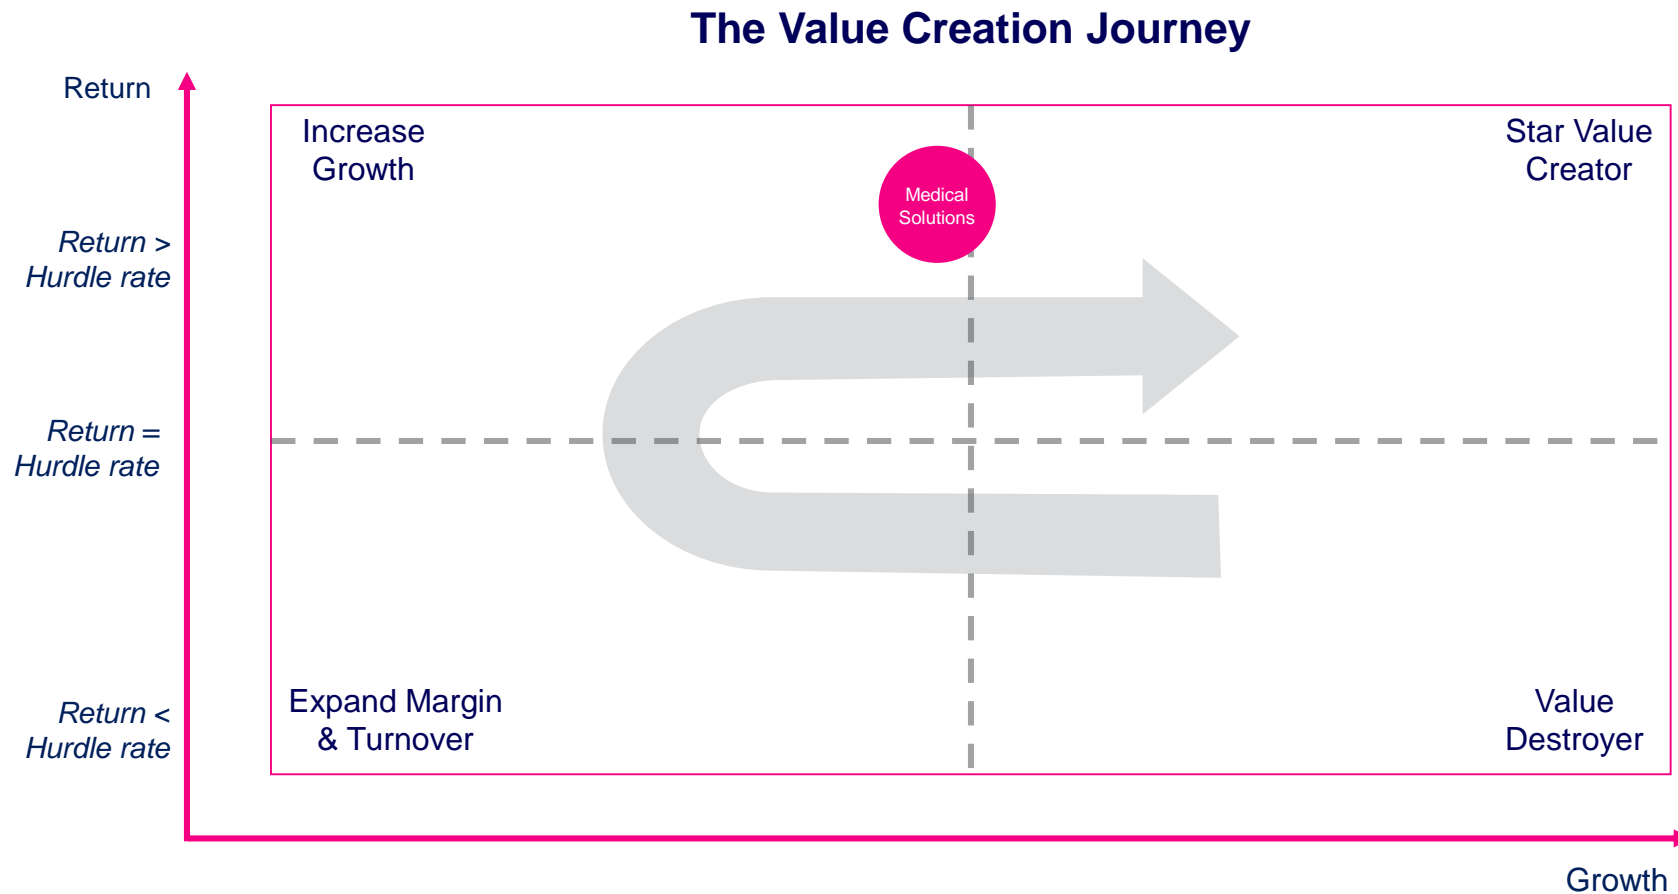 The Value Creation Journey
Return
Increase
Growth
Star Value
Creator
Medical
Solutions
Return >
Hurdle rate
Return =
Hurdle rate
Expand Margin
& Turnover
Value
Destroyer
Return <
Hurdle rate
Growth